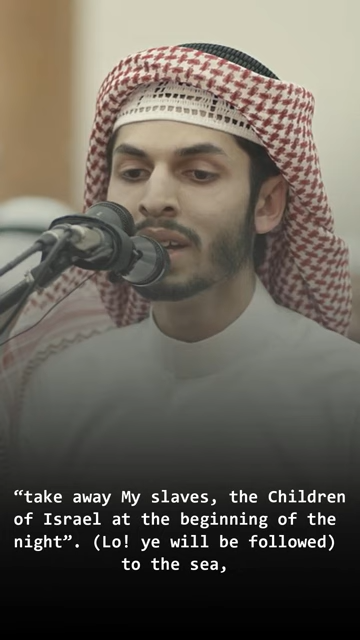 “take away My slaves, the Children
of Israel at the beginning of the
night”. (Lo! ye will be followed)
to the sea,